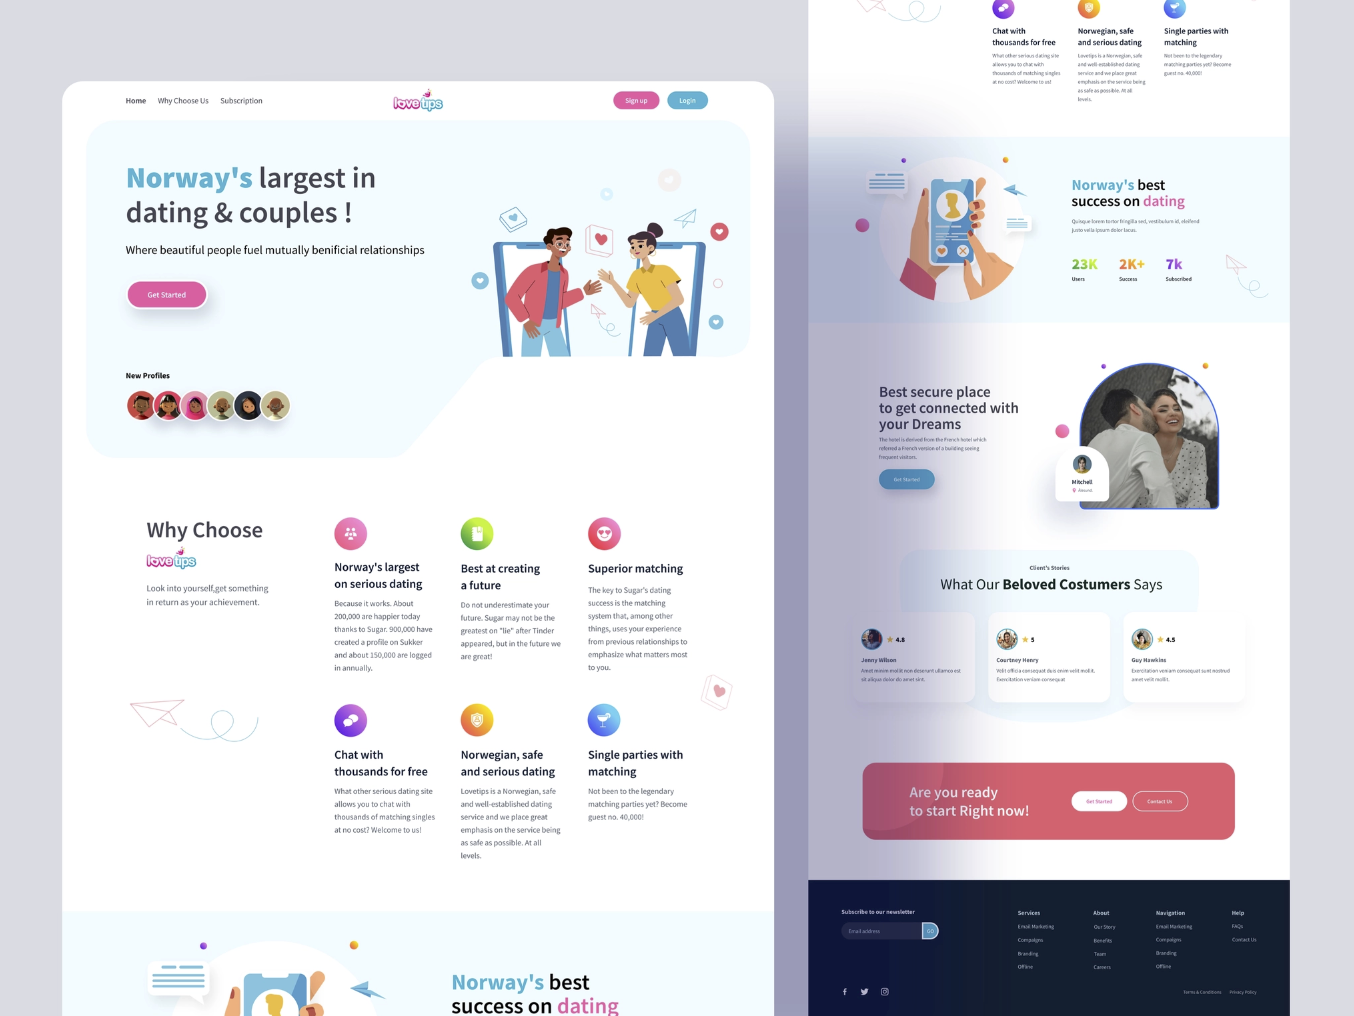 Home Why Choose Us Subscription
love tips
Sign up Login
Norway's largest in
dating & couples !
Where beautiful people fuel mutually benificial relationships
Get Started
New Profiles
Why Choose
love tips
Look into yourself,get something
in return as your achievement.
Norway's largest
on serious dating
Because it works. About
200,000 are happier today
thanks to Sugar. 900,000 have
created a profile on Sukker
and about 150,000 are logged
in annually.
Best at creating
a future
Do not underestimate your
future. Sugar may not be the
greatest on "lie" after Tinder
appeared, but in the future we
are great!
Superior matching
The key to Sugar's dating
success is the matching
system that, among other
things, uses your experience
from previous relationships to
emphasize what matters most
to you.
Chat with
thousands for free
What other serious dating site
allows you to chat with
thousands of matching singles
at no cost? Welcome to us!
Norwegian, safe
and serious dating
Lovetips is a Norwegian, safe
and well-established dating
service and we place great
emphasis on the service being
as safe as possible. At all
levels.
Single parties with
matching
Not been to the legendary
matching parties yet? Become
guest no. 40,000!
Norway's best
success on dating
Chat with
thousands for free
What other serious dating site
allows you to chat with
thousands of matching singles
at no cost? Welcome to us!
Norwegian, safe
and serious dating
Lovetips is a Norwegian, safe
and well-established dating
service and we place great
emphasis on the service being
as safe as possible. At all
levels.
Single parties with
matching
Not been to the legendary
matching parties yet? Become
guest no. 40,000!
Norway's best
success on dating
Quisque lorem tortor fringilla sed, vestibulum id, eleifend
justo vella ipsum dolor lacus.
23K 2K+ 7k
Users Success Subscribed
Best secure place
to get connected with
your Dreams
The hotel is derived from the French hotel which
refereed a French version of a building seeing
frequent visitors.
Get Started
Mitchell
Client's Stories
What Our Beloved Costumers Says
4.8
Jenny Wilson
Amet minim mollit non deserunt ullamco est
sit aliqua dolor do amet sint.
5
Courtney Henry
Velit officia consequat duis enim velit mollit.
Exercitation veniam consequat
4.5
Guy Hawkins
Exercitation veniam consequat sunt nostrud
amet velit mollit.
Are you ready
to start Right now!
Get Started Contact Us
Subscribe to our newsletter
Email address GO
Services
Email Marketing
Campaigns
Branding
Offline
About
Our Story
Benefits
Team
Careers
Navigation
Email Marketing
Campaigns
Branding
Offline
Help
FAQs
Contact Us
Terms & Conditions Privacy Policy